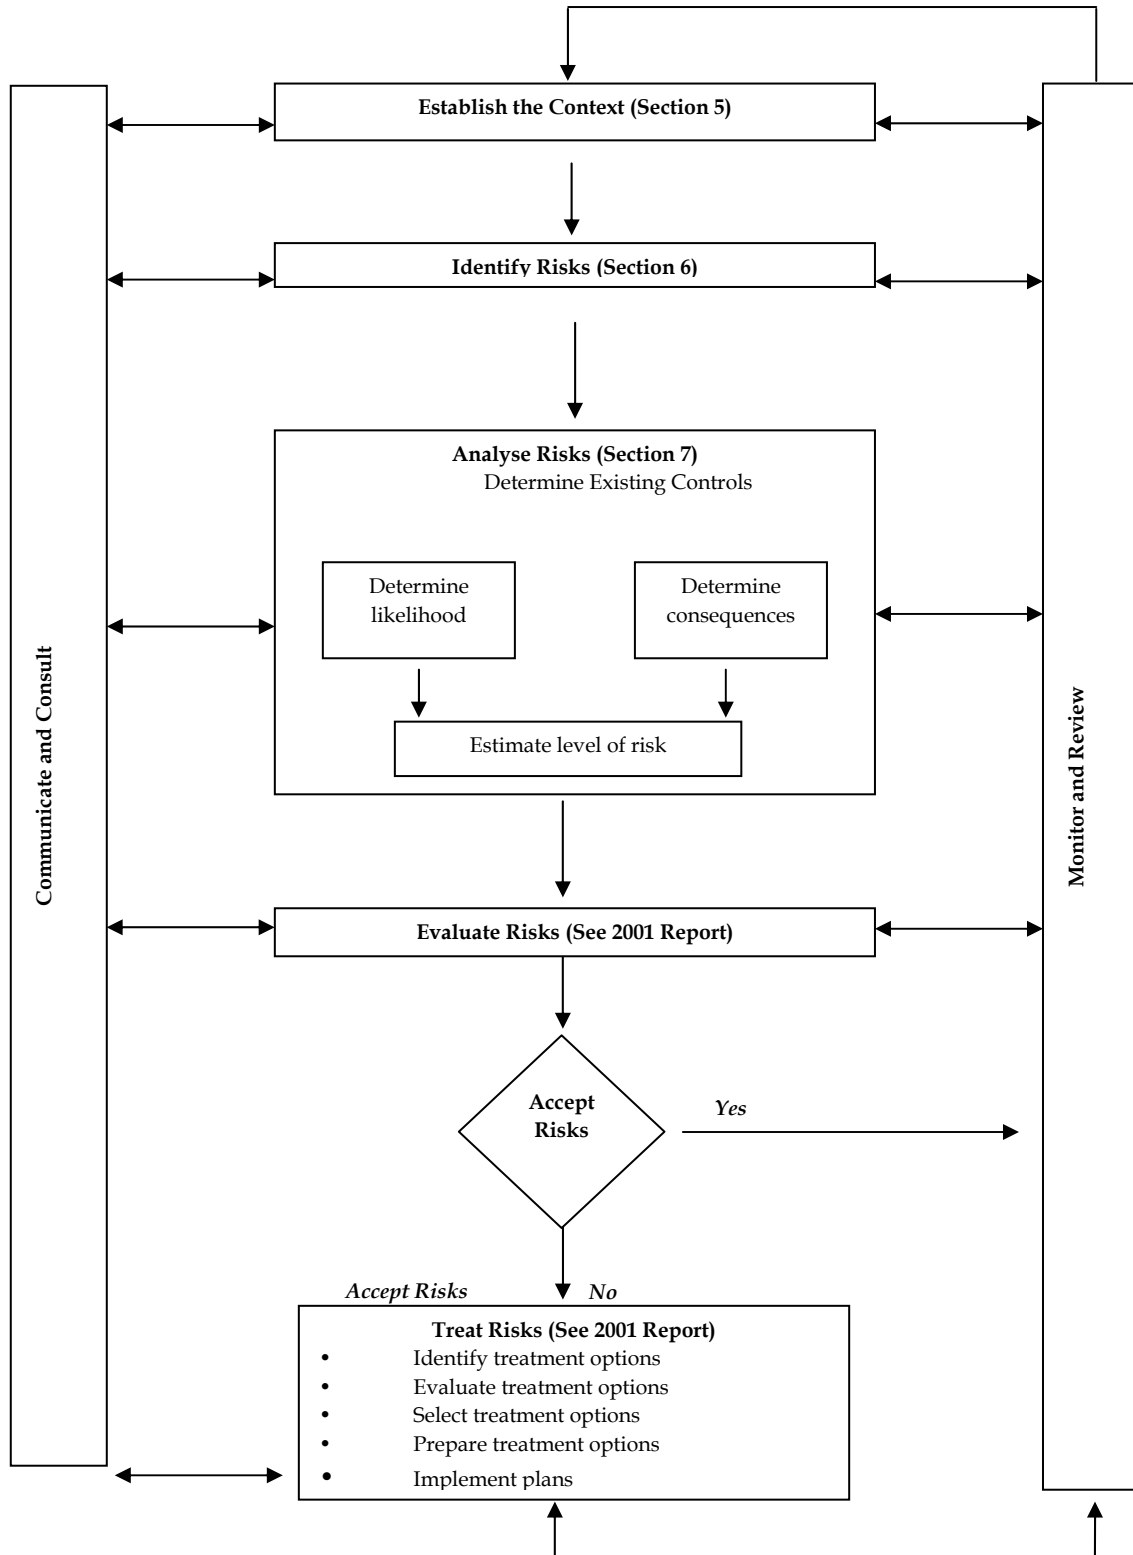 Establish the Context (Section 5)
Identify Risks (Section 6)
Analyse Risks (Section 7)
Determine Existing Controls
Determine
likelihood
Determine
consequences
Estimate level of risk
Communicate and Consult
Monitor and Review
Evaluate Risks (See 2001 Report)
Accept
Risks
Yes
Accept Risks No
Treat Risks (See 2001 Report)
• Identify treatment options
• Evaluate treatment options
• Select treatment options
• Prepare treatment options
• Implement plans